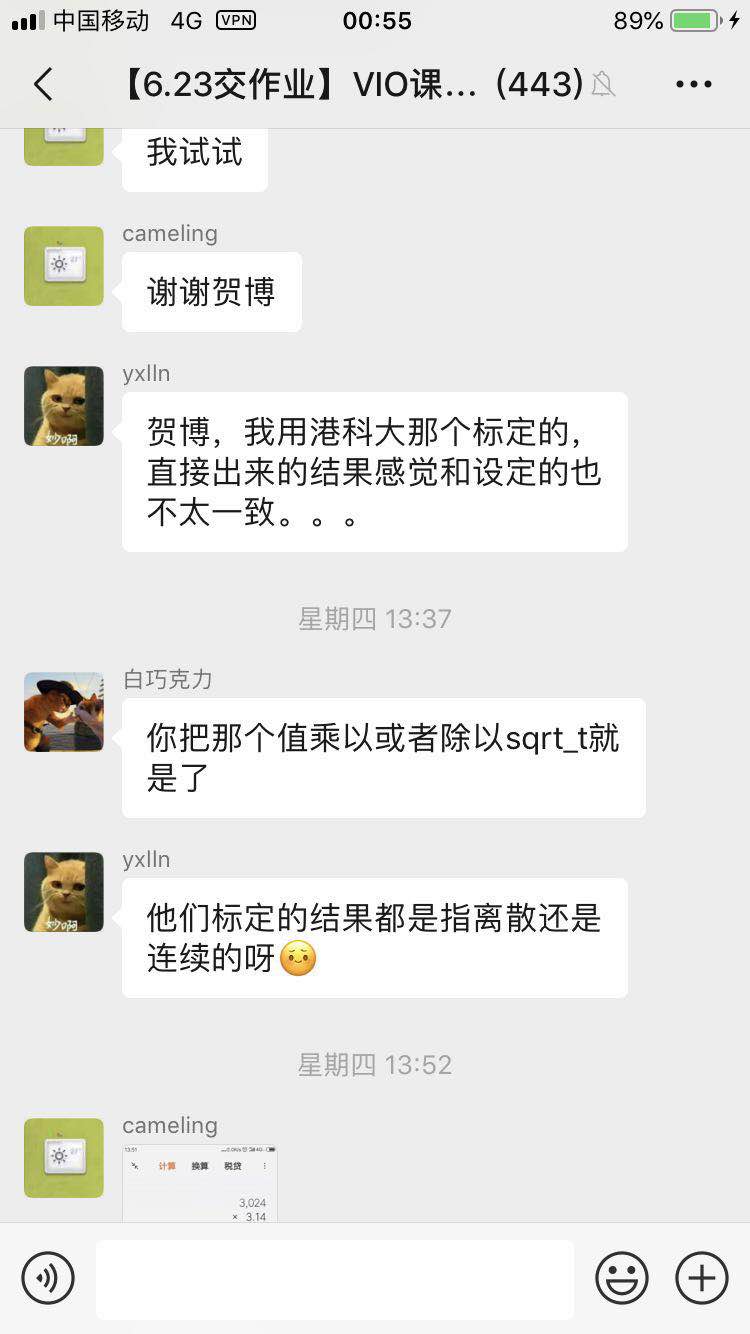 中国移动 4G VPN 00:55 89%
【6.23交作业】VIO课... (443)
我试试
cameling
谢谢贺博
yxlln
贺博，我用港科大那个标定的，
直接出来的结果感觉和设定的也
不太一致。。。
妙啊
星期四 13:37
白巧克力
你把那个值乘以或者除以sqrt_t就
是了
yxlln
他们标定的结果都是指离散还是
连续的呀
妙啊
星期四 13:52
cameling
13:51
计算 换算 税贷
3,024
× 3.14